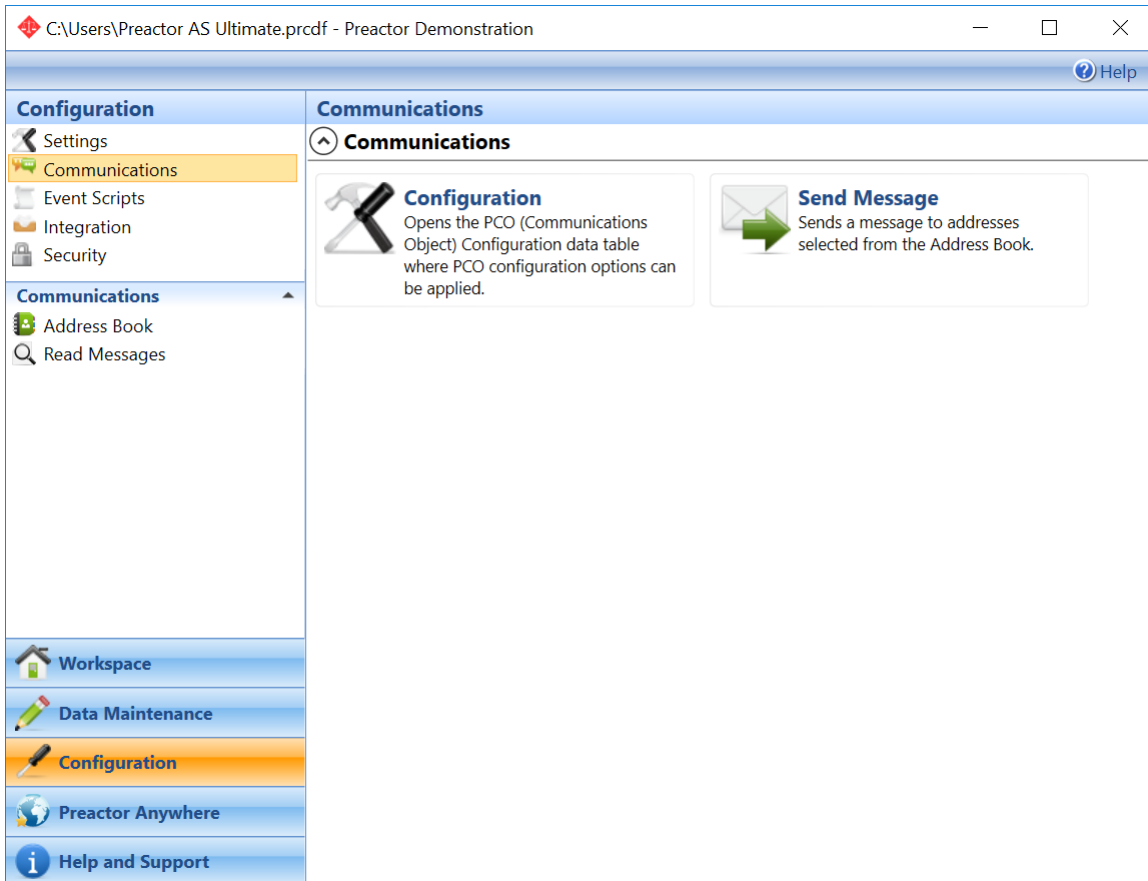 C:\Users\Preactor AS Ultimate.prcdf - Preactor Demonstration
Help
Configuration
Settings
Communications
Event Scripts
Integration
Security
Communications
Address Book
Read Messages
Workspace
Data Maintenance
Configuration
Preactor Anywhere
Help and Support
Communications
Communications
Configuration
Opens the PCO (Communications
Object) Configuration data table
where PCO configuration options can
be applied.
Send Message
Sends a message to addresses
selected from the Address Book.